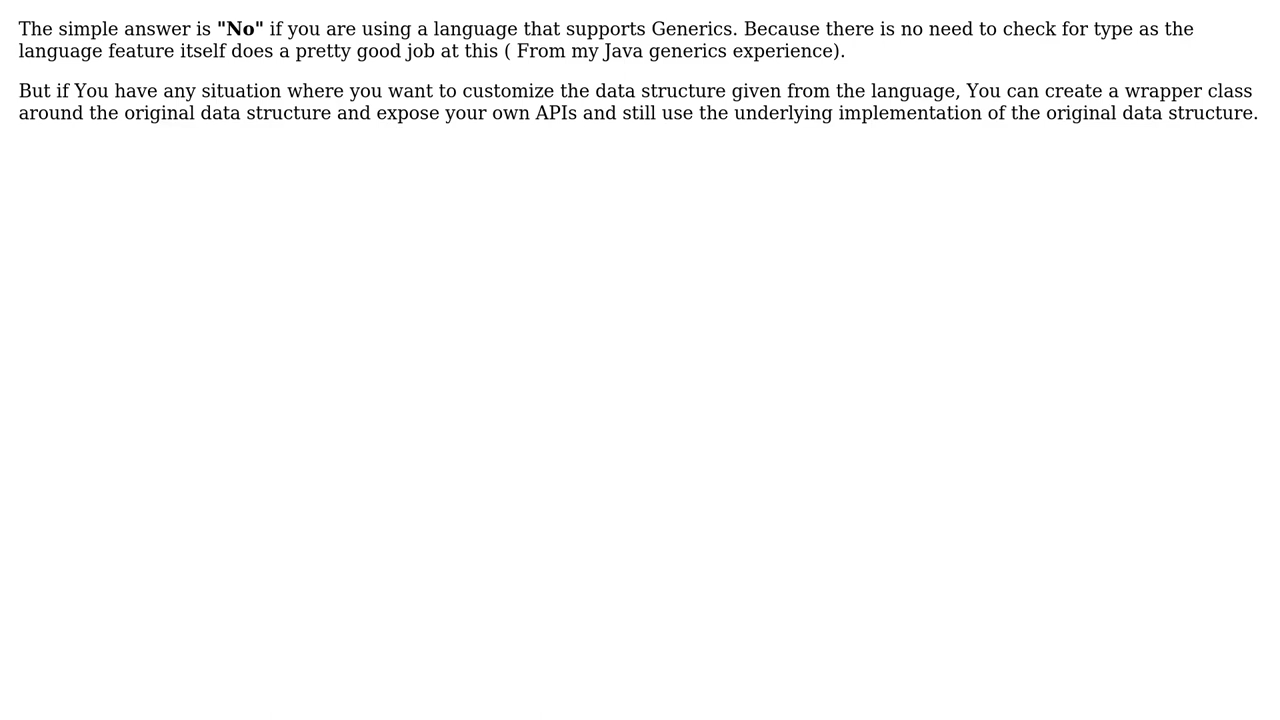 The simple answer is "No" if you are using a language that supports Generics. Because there is no need to check for type as the
language feature itself does a pretty good job at this ( From my Java generics experience).
But if You have any situation where you want to customize the data structure given from the language, You can create a wrapper class
around the original data structure and expose your own APIs and still use the underlying implementation of the original data structure.